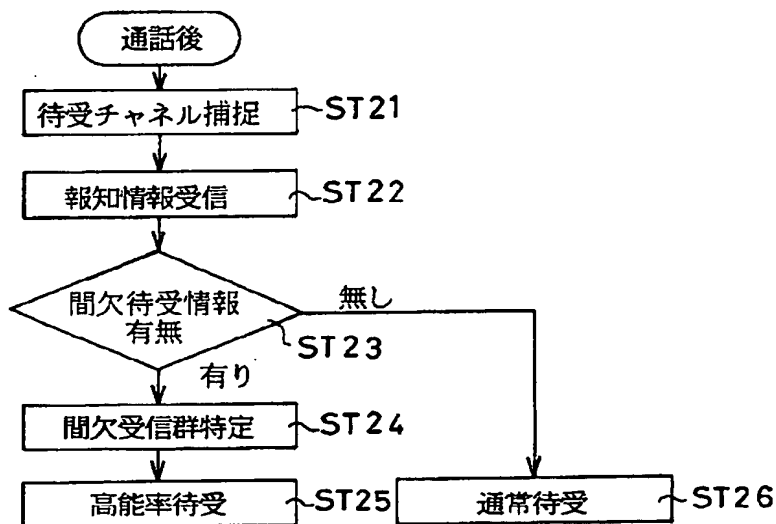 通話後
待受チャネル捕捉 ST21
報知情報受信 ST22
間欠待受情報
有無
ST23
無し
有り
間欠受信群特定 ST24
高能率待受 ST25
通常待受 ST26